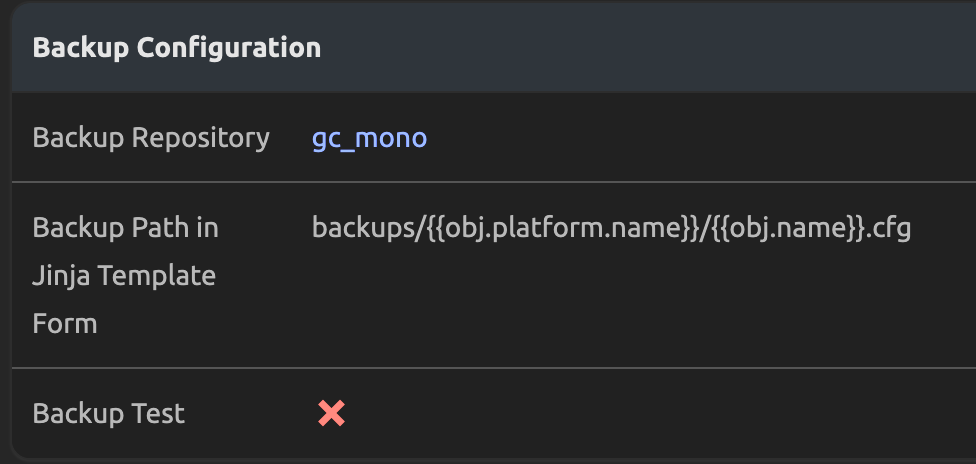 Backup Configuration
Backup Repository gc_mono
Backup Path in backups/{{obj.platform.name}}/{{obj.name}}.cfg
Jinja Template
Form
Backup Test ❌